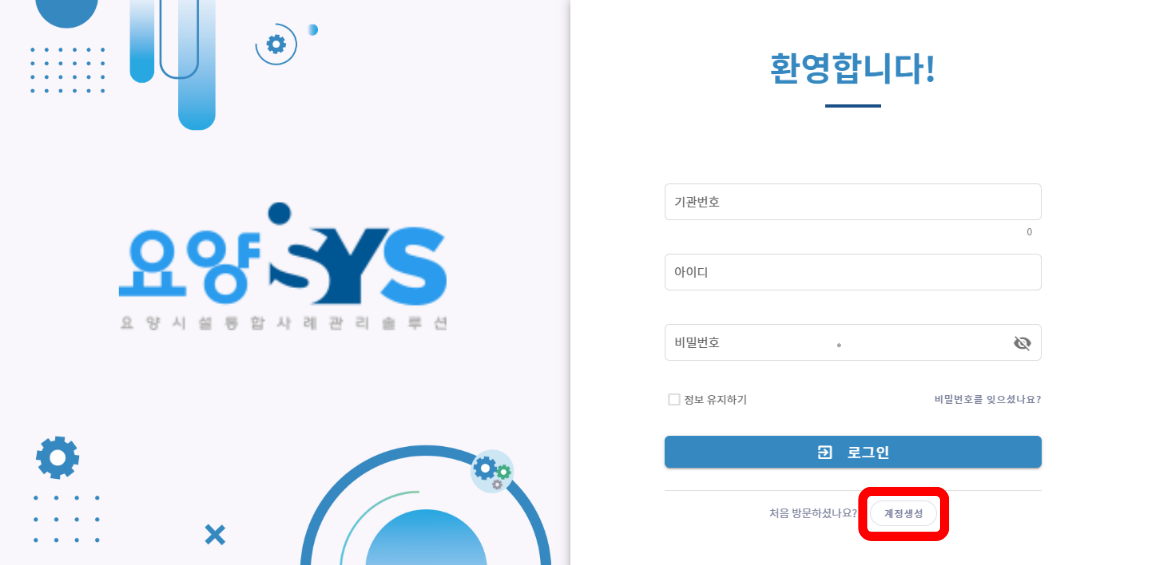 요양SYS
요양시설통합사례관리솔루션
환영합니다!
기관번호
0
아이디
비밀번호
정보 유지하기 비밀번호를 잊으셨나요?
로그인
처음 방문하셨나요? 계정생성